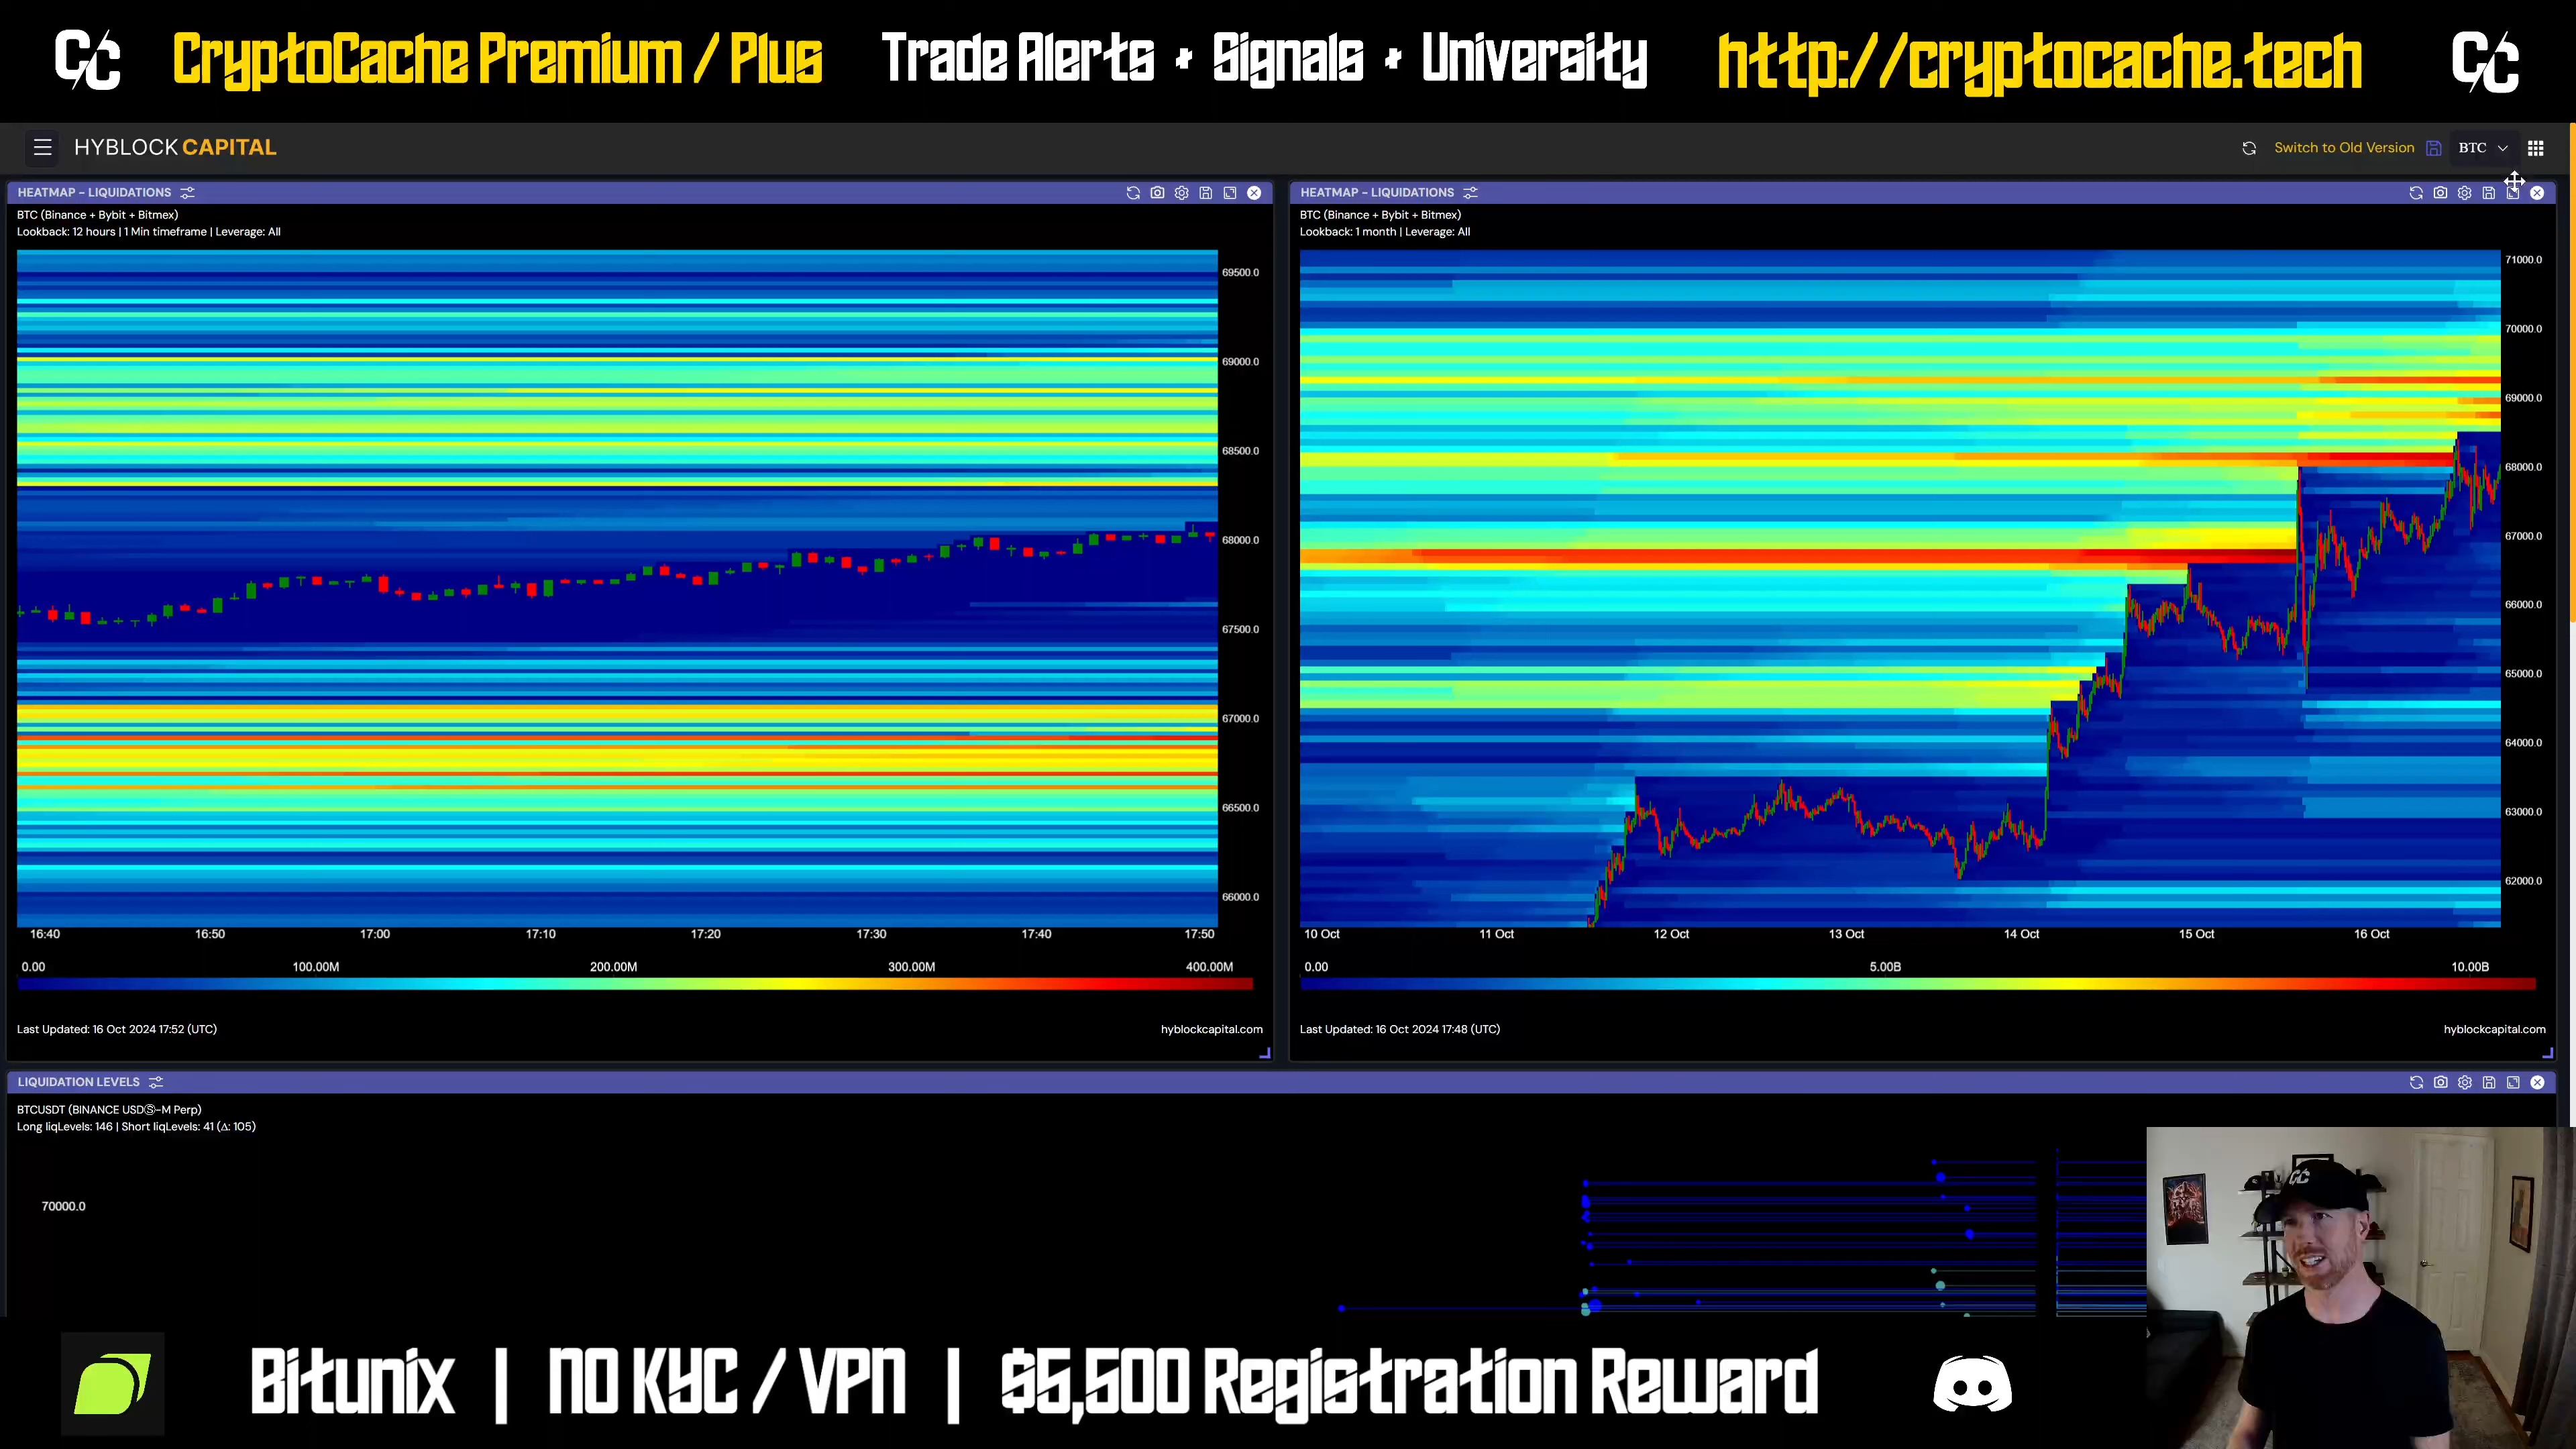 CC CryptoCache Premium / Plus Trade Alerts + Signals + University http://cryptocache.tech CC
HYBLOCK CAPITAL
Switch to Old Version BTC
HEATMAP - LIQUIDATIONS
BTC (Binance + Bybit + Bitmex)
Lookback: 12 hours | 1 Min timeframe | Leverage: All
69500.0
69000.0
68500.0
68000.0
67500.0
67000.0
66500.0
66000.0
16:40 16:50 17:00 17:10 17:20 17:30 17:40 17:50
0.00 100.00M 200.00M 300.00M 400.00M
Last Updated: 16 Oct 2024 17:52 (UTC) hyblockcapital.com
HEATMAP - LIQUIDATIONS
BTC (Binance + Bybit + Bitmex)
Lookback: 1 month | Leverage: All
71000.0
70000.0
69000.0
68000.0
67000.0
66000.0
65000.0
64000.0
63000.0
62000.0
10 Oct 11 Oct 12 Oct 13 Oct 14 Oct 15 Oct 16 Oct
0.00 5.00B 10.00B
Last Updated: 16 Oct 2024 17:48 (UTC) hyblockcapital.com
LIQUIDATION LEVELS
BTCUSDT (BINANCE USDⓈ-M Perp)
Long liqLevels: 146 | Short liqLevels: 41 (Δ: 105)
70000.0
CC
Bitunix | NO KYC / VPN | $5,500 Registration Reward